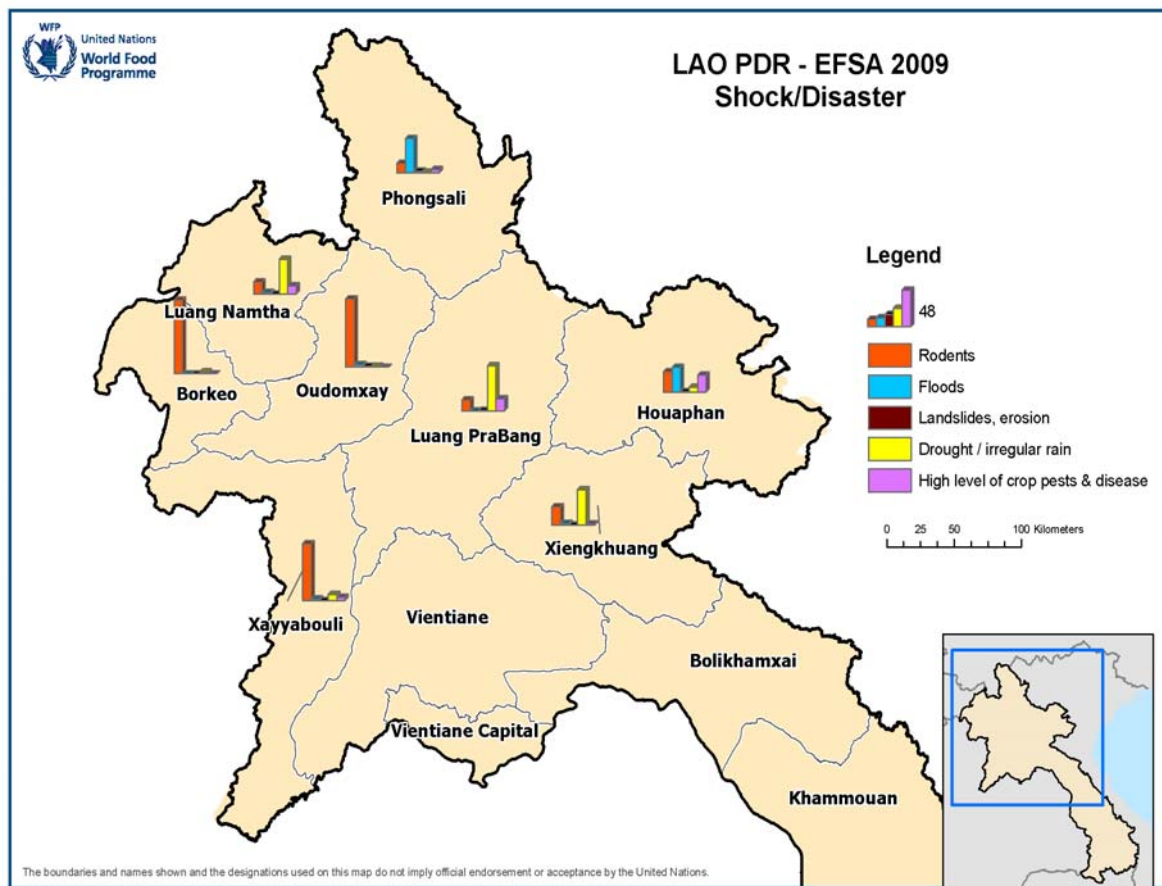 WFP
United Nations
World Food
Programme
LAO PDR - EFSA 2009
Shock/Disaster
Phongsali
Luang Namtha
Borkeo
Oudomxay
Luang PraBang
Houaphan
Xiengkhuang
Xayyabouli
Vientiane
Bolikhamxai
Vientiane Capital
Khammouan
Legend
48
Rodents
Floods
Landslides, erosion
Drought / irregular rain
High level of crop pests & disease
0 25 50 100 Kilometers
The boundaries and names shown and the designations used on this map do not imply official endorsement or acceptance by the United Nations.